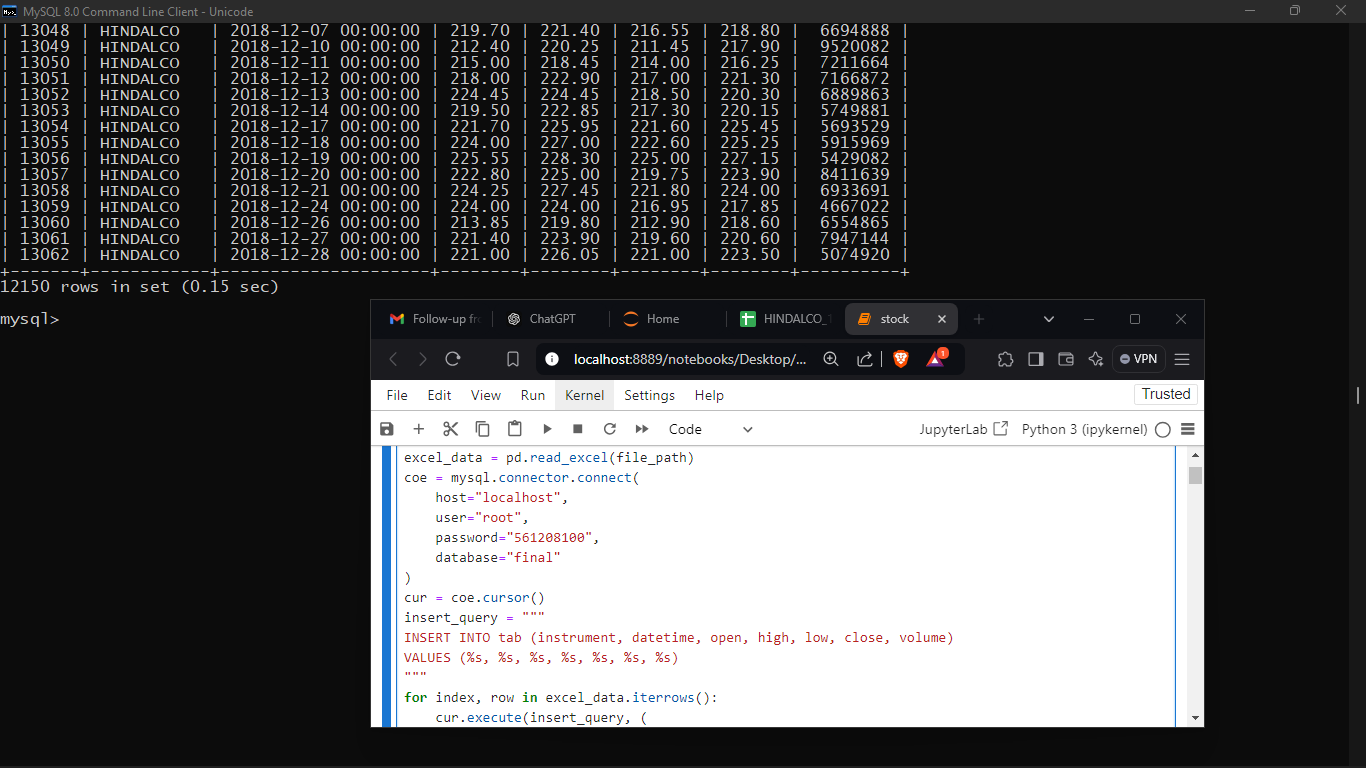 MySQL 8.0 Command Line Client - Unicode
| 13048 | HINDALCO | 2018-12-07 00:00:00 | 219.70 | 221.40 | 216.55 | 218.80 | 6694888 |
| 13049 | HINDALCO | 2018-12-10 00:00:00 | 212.40 | 220.25 | 211.45 | 217.90 | 9520082 |
| 13050 | HINDALCO | 2018-12-11 00:00:00 | 215.00 | 218.45 | 214.00 | 216.25 | 7211664 |
| 13051 | HINDALCO | 2018-12-12 00:00:00 | 218.00 | 222.90 | 217.00 | 221.30 | 7166872 |
| 13052 | HINDALCO | 2018-12-13 00:00:00 | 224.45 | 224.45 | 218.50 | 220.30 | 6889863 |
| 13053 | HINDALCO | 2018-12-14 00:00:00 | 219.50 | 222.85 | 217.30 | 220.15 | 5749881 |
| 13054 | HINDALCO | 2018-12-17 00:00:00 | 221.70 | 225.95 | 221.60 | 225.45 | 5693529 |
| 13055 | HINDALCO | 2018-12-18 00:00:00 | 224.00 | 227.00 | 222.60 | 225.25 | 5915969 |
| 13056 | HINDALCO | 2018-12-19 00:00:00 | 225.55 | 228.30 | 225.00 | 227.15 | 5429082 |
| 13057 | HINDALCO | 2018-12-20 00:00:00 | 222.80 | 225.00 | 219.75 | 223.90 | 8411639 |
| 13058 | HINDALCO | 2018-12-21 00:00:00 | 224.25 | 227.45 | 221.80 | 224.00 | 6933691 |
| 13059 | HINDALCO | 2018-12-24 00:00:00 | 224.00 | 224.00 | 216.95 | 217.85 | 4667022 |
| 13060 | HINDALCO | 2018-12-26 00:00:00 | 213.85 | 219.80 | 212.90 | 218.60 | 6554865 |
| 13061 | HINDALCO | 2018-12-27 00:00:00 | 221.40 | 223.90 | 219.60 | 220.60 | 7947144 |
| 13062 | HINDALCO | 2018-12-28 00:00:00 | 221.00 | 226.05 | 221.00 | 223.50 | 5074920 |
12150 rows in set (0.15 sec)
mysql>
Follow-up fr ChatGPT Home HINDALCO_1 stock
localhost:8889/notebooks/Desktop/... 1 VPN
File Edit View Run Kernel Settings Help Trusted
Code JupyterLab Python 3 (ipykernel)
excel_data = pd.read_excel(file_path)
coe = mysql.connector.connect(
host="localhost",
user="root",
password="561208100",
database="final"
)
cur = coe.cursor()
insert_query = """
INSERT INTO tab (instrument, datetime, open, high, low, close, volume)
VALUES (%s, %s, %s, %s, %s, %s, %s)
"""
for index, row in excel_data.iterrows():
cur.execute(insert_query, (